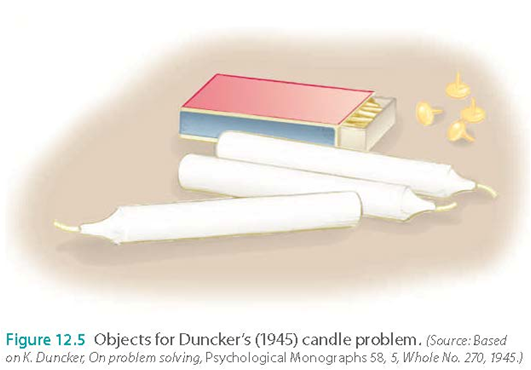 Figure 12.5 Objects for Duncker's (1945) candle problem. (Source: Based
on K. Duncker, On problem solving, Psychological Monographs 58, 5, Whole No. 270, 1945.)